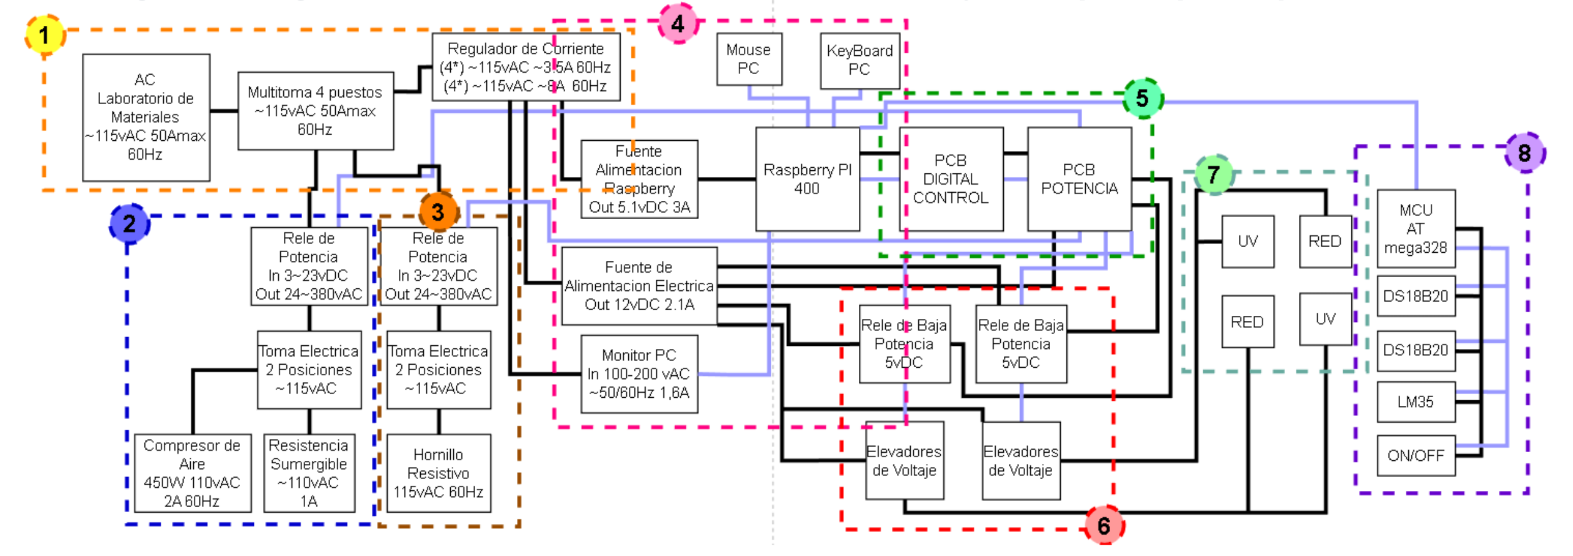 1
AC
Laboratorio de
Materiales
~115vAC 50Amax
60Hz
Multitoma 4 puestos
~115vAC 50Amax
60Hz
Regulador de Corriente
(4*) ~115vAC ~3.5A 60Hz
(4*) ~115vAC ~8A 60Hz
2
Rele de
Potencia
In 3~23vDC
Out 24~380vAC
Toma Electrica
2 Posiciones
~115vAC
Compresor de
Aire
450W 110vAC
2A 60Hz
Resistencia
Sumergible
~110vAC
1A
3
Rele de
Potencia
In 3~23vDC
Out 24~380vAC
Toma Electrica
2 Posiciones
~115vAC
Hornillo
Resistivo
115vAC 60Hz
4
Mouse
PC
KeyBoard
PC
Fuente
Alimentacion
Raspberry
Out 5.1vDC 3A
Raspberry PI
400
Fuente de
Alimentacion Electrica
Out 12vDC 2.1A
Monitor PC
In 100-200 vAC
~50/60Hz 1,6A
5
PCB
DIGITAL
CONTROL
PCB
POTENCIA
6
Rele de Baja
Potencia
5vDC
Rele de Baja
Potencia
5vDC
Elevadores
de Voltaje
Elevadores
de Voltaje
7
UV
RED
RED
UV
8
MCU
AT
mega328
DS18B20
DS18B20
LM35
ON/OFF